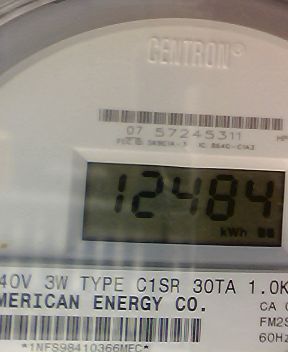 CENTRON®
07 57245311
12484
kWh 88
40V 3W TYPE C1SR 30TA 1.0K
MERICAN ENERGY CO.
CA
FM2S
60HZ
*1NFS98410366MEC*